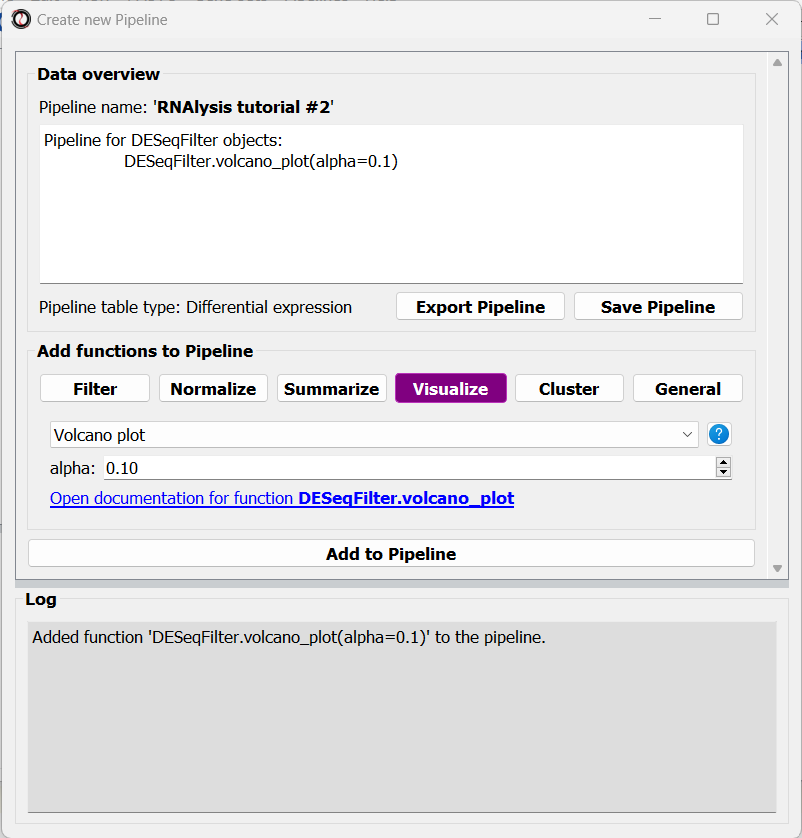 Create new Pipeline
Data overview
Pipeline name: 'RNAlysis tutorial #2'
Pipeline for DESeqFilter objects:
DESeqFilter.volcano_plot(alpha=0.1)
Pipeline table type: Differential expression
Export Pipeline
Save Pipeline
Add functions to Pipeline
Filter
Normalize
Summarize
Visualize
Cluster
General
Volcano plot
?
alpha: 0.10
Open documentation for function DESeqFilter.volcano_plot
Add to Pipeline
Log
Added function 'DESeqFilter.volcano_plot(alpha=0.1)' to the pipeline.